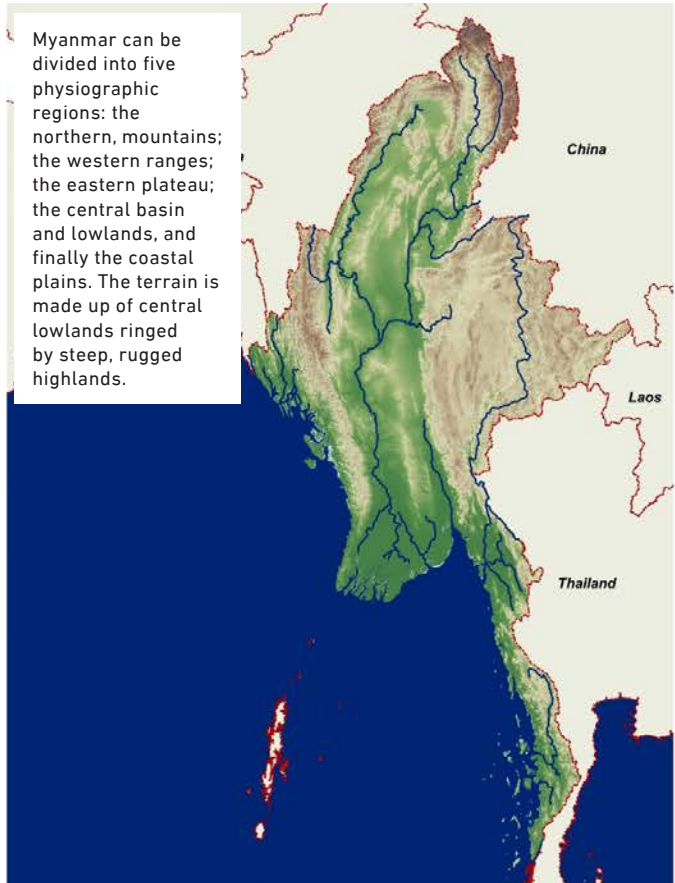 Myanmar can be
divided into five
physiographic
regions: the
northern, mountains;
the western ranges;
the eastern plateau;
the central basin
and lowlands, and
finally the coastal
plains. The terrain is
made up of central
lowlands ringed
by steep, rugged
highlands.
China
Laos
Thailand